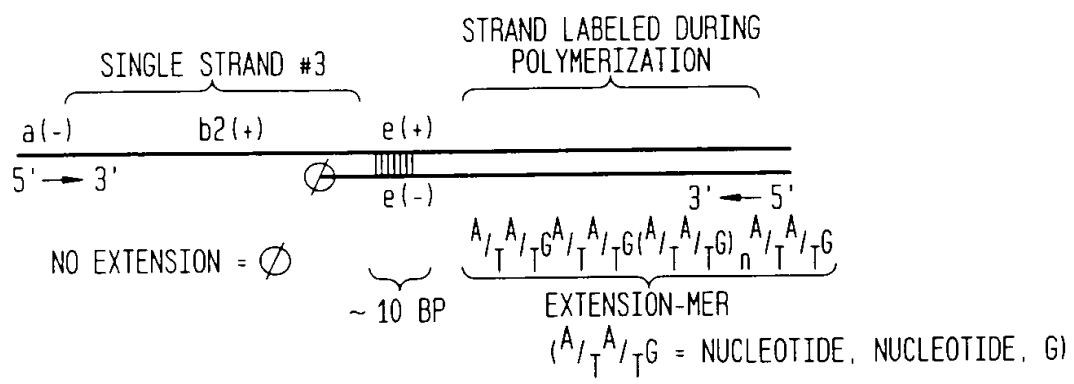 STRAND LABELED DURING
POLYMERIZATION
SINGLE STRAND #3
a(-) b2(+) e(+)
5' → 3' ∅ e(-) 3' ← 5'
A/TA/TGA/TA/TG(A/TA/TG)nA/TA/TG
NO EXTENSION = ∅
~ 10 BP
EXTENSION-MER
(A/TA/TG = NUCLEOTIDE, NUCLEOTIDE, G)